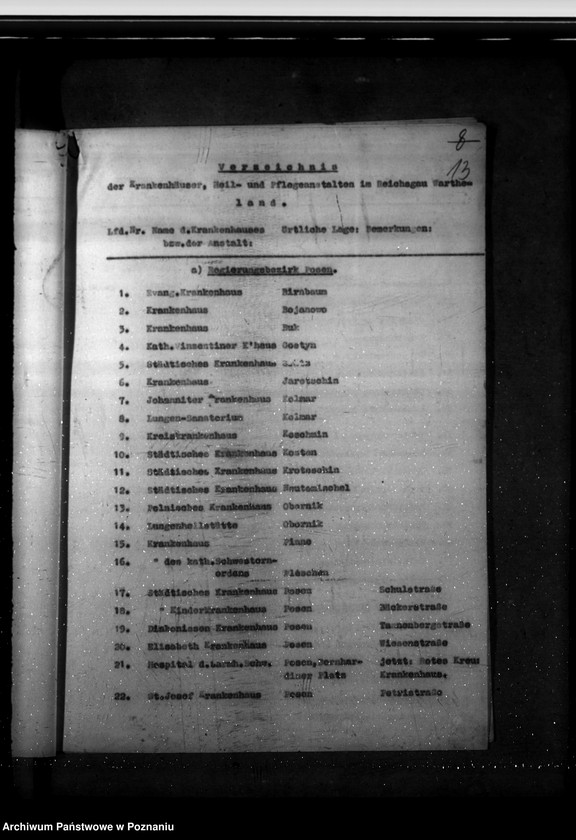 8
13
Verzeichnis
der Krankenhäuser, Heil- und Pflegeanstalten im Reichsgau Warthe-
land.
Lfd.Nr. Name d.Krankenhauses Örtliche Lage: Bemerkungen:
bzw.der Anstalt:
a) Regierungsbezirk Posen.
1. Evang.Krankenhaus Birnbaum
2. Krankenhaus Bojanowo
3. Krankenhaus Buk
4. Kath.Vinzentiner K'haus Gostyn
5. Städtisches Krankenhaus
6. Krankenhaus Jarotschin
7. Johanniter Krankenhaus Kolmar
8. Lungen-Sanatorium Kolmar
9. Kreiskrankenhaus Koschmin
10. Städtisches Krankenhaus Kosten
11. Städtisches Krankenhaus Krotoschin
12. Städtisches Krankenhaus Neutomischel
13. Polnisches Krankenhaus Obornik
14. Lungenheilstätte Obornik
15. Krankenhaus
16. " des kath.Schwestern-
ordens Pleschen
17. Städtisches Krankenhaus Posen Schulstraße
18. " Kinderkrankenhaus Posen Bäckerstraße
19. Diakonissen Krankenhaus Posen Tannenbergstraße
20. Elisabeth Krankenhaus Posen Wiesenstraße
21. Hospital d.barmh.Schw. Posen,Bernhar- jetzt: Rotes Kreuz
diner Platz Krankenhaus.
22. St.Josef Krankenhaus Posen Petristraße
Archiwum Państwowe w Poznaniu